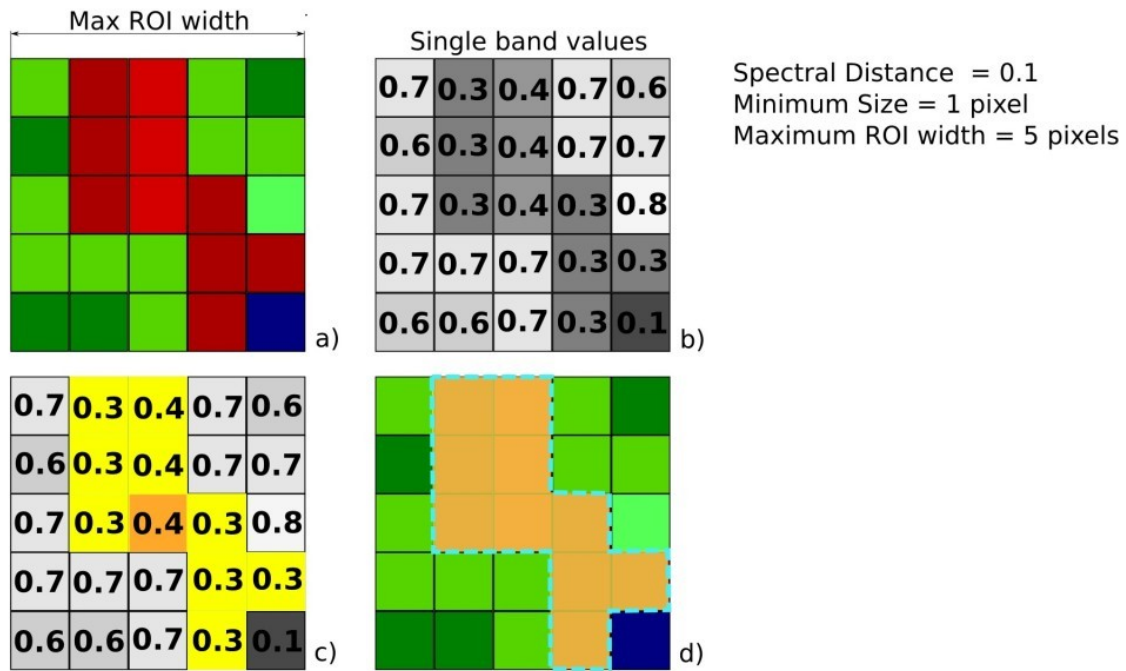 Max ROI width
Single band values
0.7 0.3 0.4 0.7 0.6
0.6 0.3 0.4 0.7 0.7
0.7 0.3 0.4 0.3 0.8
0.7 0.7 0.7 0.3 0.3
0.6 0.6 0.7 0.3 0.1
a)
b)
Spectral Distance = 0.1
Minimum Size = 1 pixel
Maximum ROI width = 5 pixels
0.7 0.3 0.4 0.7 0.6
0.6 0.3 0.4 0.7 0.7
0.7 0.3 0.4 0.3 0.8
0.7 0.7 0.7 0.3 0.3
0.6 0.6 0.7 0.3 0.1
c)
d)